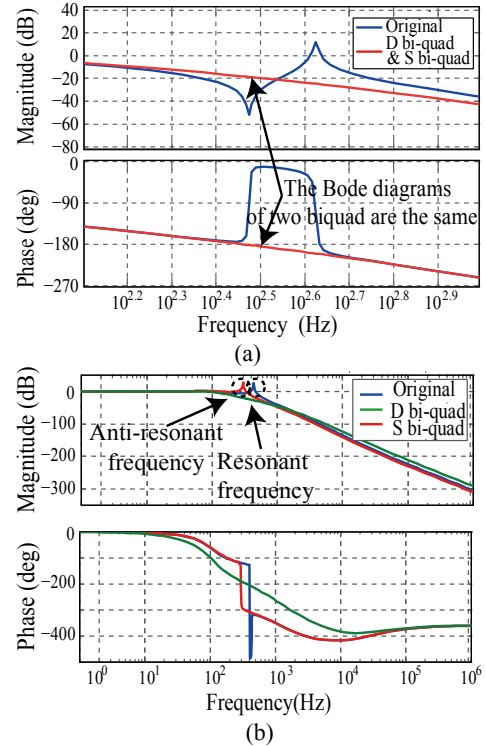 40
20
0
−20
−40
−60
−80
Magnitude (dB)
Original
D bi-quad
& S bi-quad
0
−90
−180
−270
Phase (deg)
The Bode diagrams
of two biquad are the same
10^2.2
10^2.3
10^2.4
10^2.5
10^2.6
10^2.7
10^2.8
10^2.9
Frequency (Hz)
(a)
0
−100
−200
−300
Magnitude (dB)
Original
D bi-quad
S bi-quad
Anti-resonant
frequency
Resonant
frequency
0
−200
−400
Phase (deg)
10^0
10^1
10^2
10^3
10^4
10^5
10^6
Frequency(Hz)
(b)